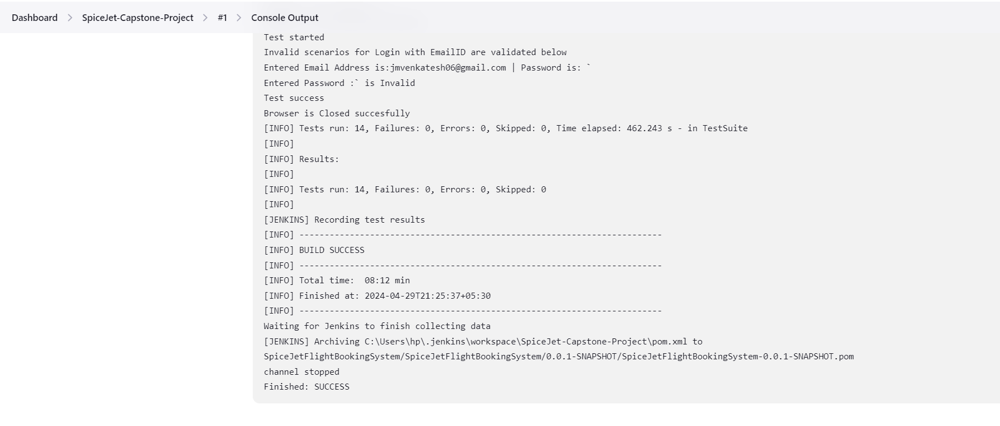 Dashboard > SpiceJet-Capstone-Project > #1 > Console Output
Test started
Invalid scenarios for Login with EmailID are validated below
Entered Email Address is:jmvenkatesh06@gmail.com | Password is: `
Entered Password :` is Invalid
Test success
Browser is Closed succesfully
[INFO] Tests run: 14, Failures: 0, Errors: 0, Skipped: 0, Time elapsed: 462.243 s - in TestSuite
[INFO]
[INFO] Results:
[INFO]
[INFO] Tests run: 14, Failures: 0, Errors: 0, Skipped: 0
[INFO]
[JENKINS] Recording test results
[INFO] ------------------------------------------------------------------------
[INFO] BUILD SUCCESS
[INFO] ------------------------------------------------------------------------
[INFO] Total time:  08:12 min
[INFO] Finished at: 2024-04-29T21:25:37+05:30
[INFO] ------------------------------------------------------------------------
Waiting for Jenkins to finish collecting data
[JENKINS] Archiving C:\Users\hp\.jenkins\workspace\SpiceJet-Capstone-Project\pom.xml to
SpiceJetFlightBookingSystem/SpiceJetFlightBookingSystem/0.0.1-SNAPSHOT/SpiceJetFlightBookingSystem-0.0.1-SNAPSHOT.pom
channel stopped
Finished: SUCCESS